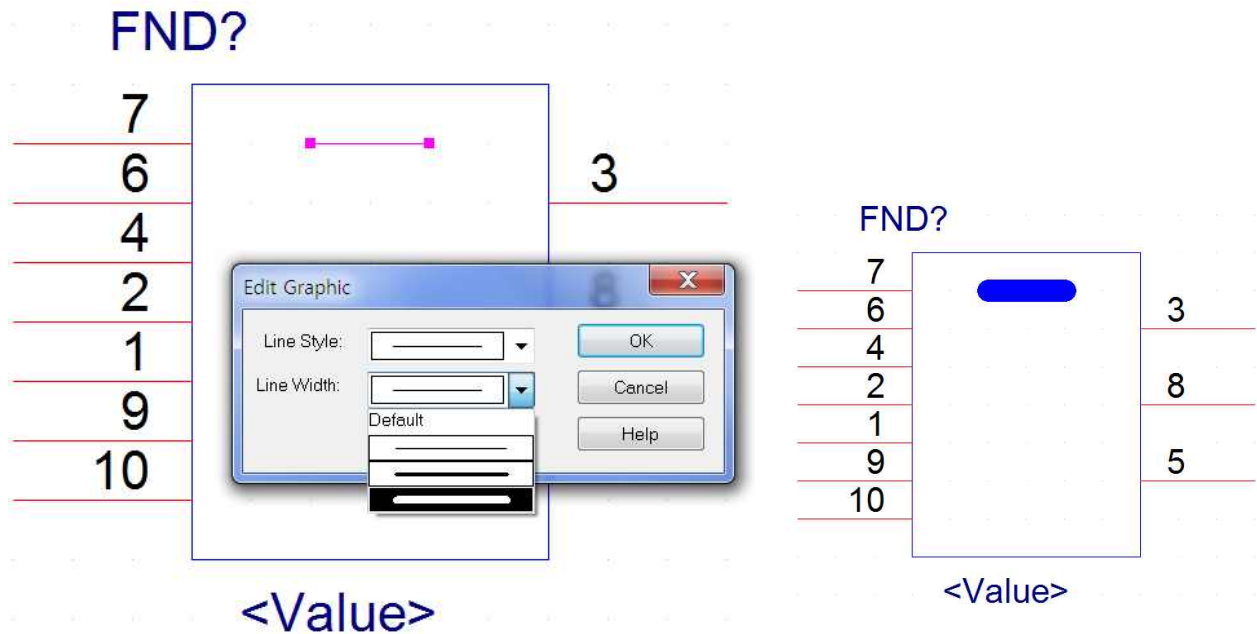 FND?
7
6
3
4
2
8
1
9
10
Edit Graphic
Line Style:
OK
Line Width:
Cancel
Default
Help
<Value>
FND?
7
6
3
4
2
8
1
9
5
10
<Value>